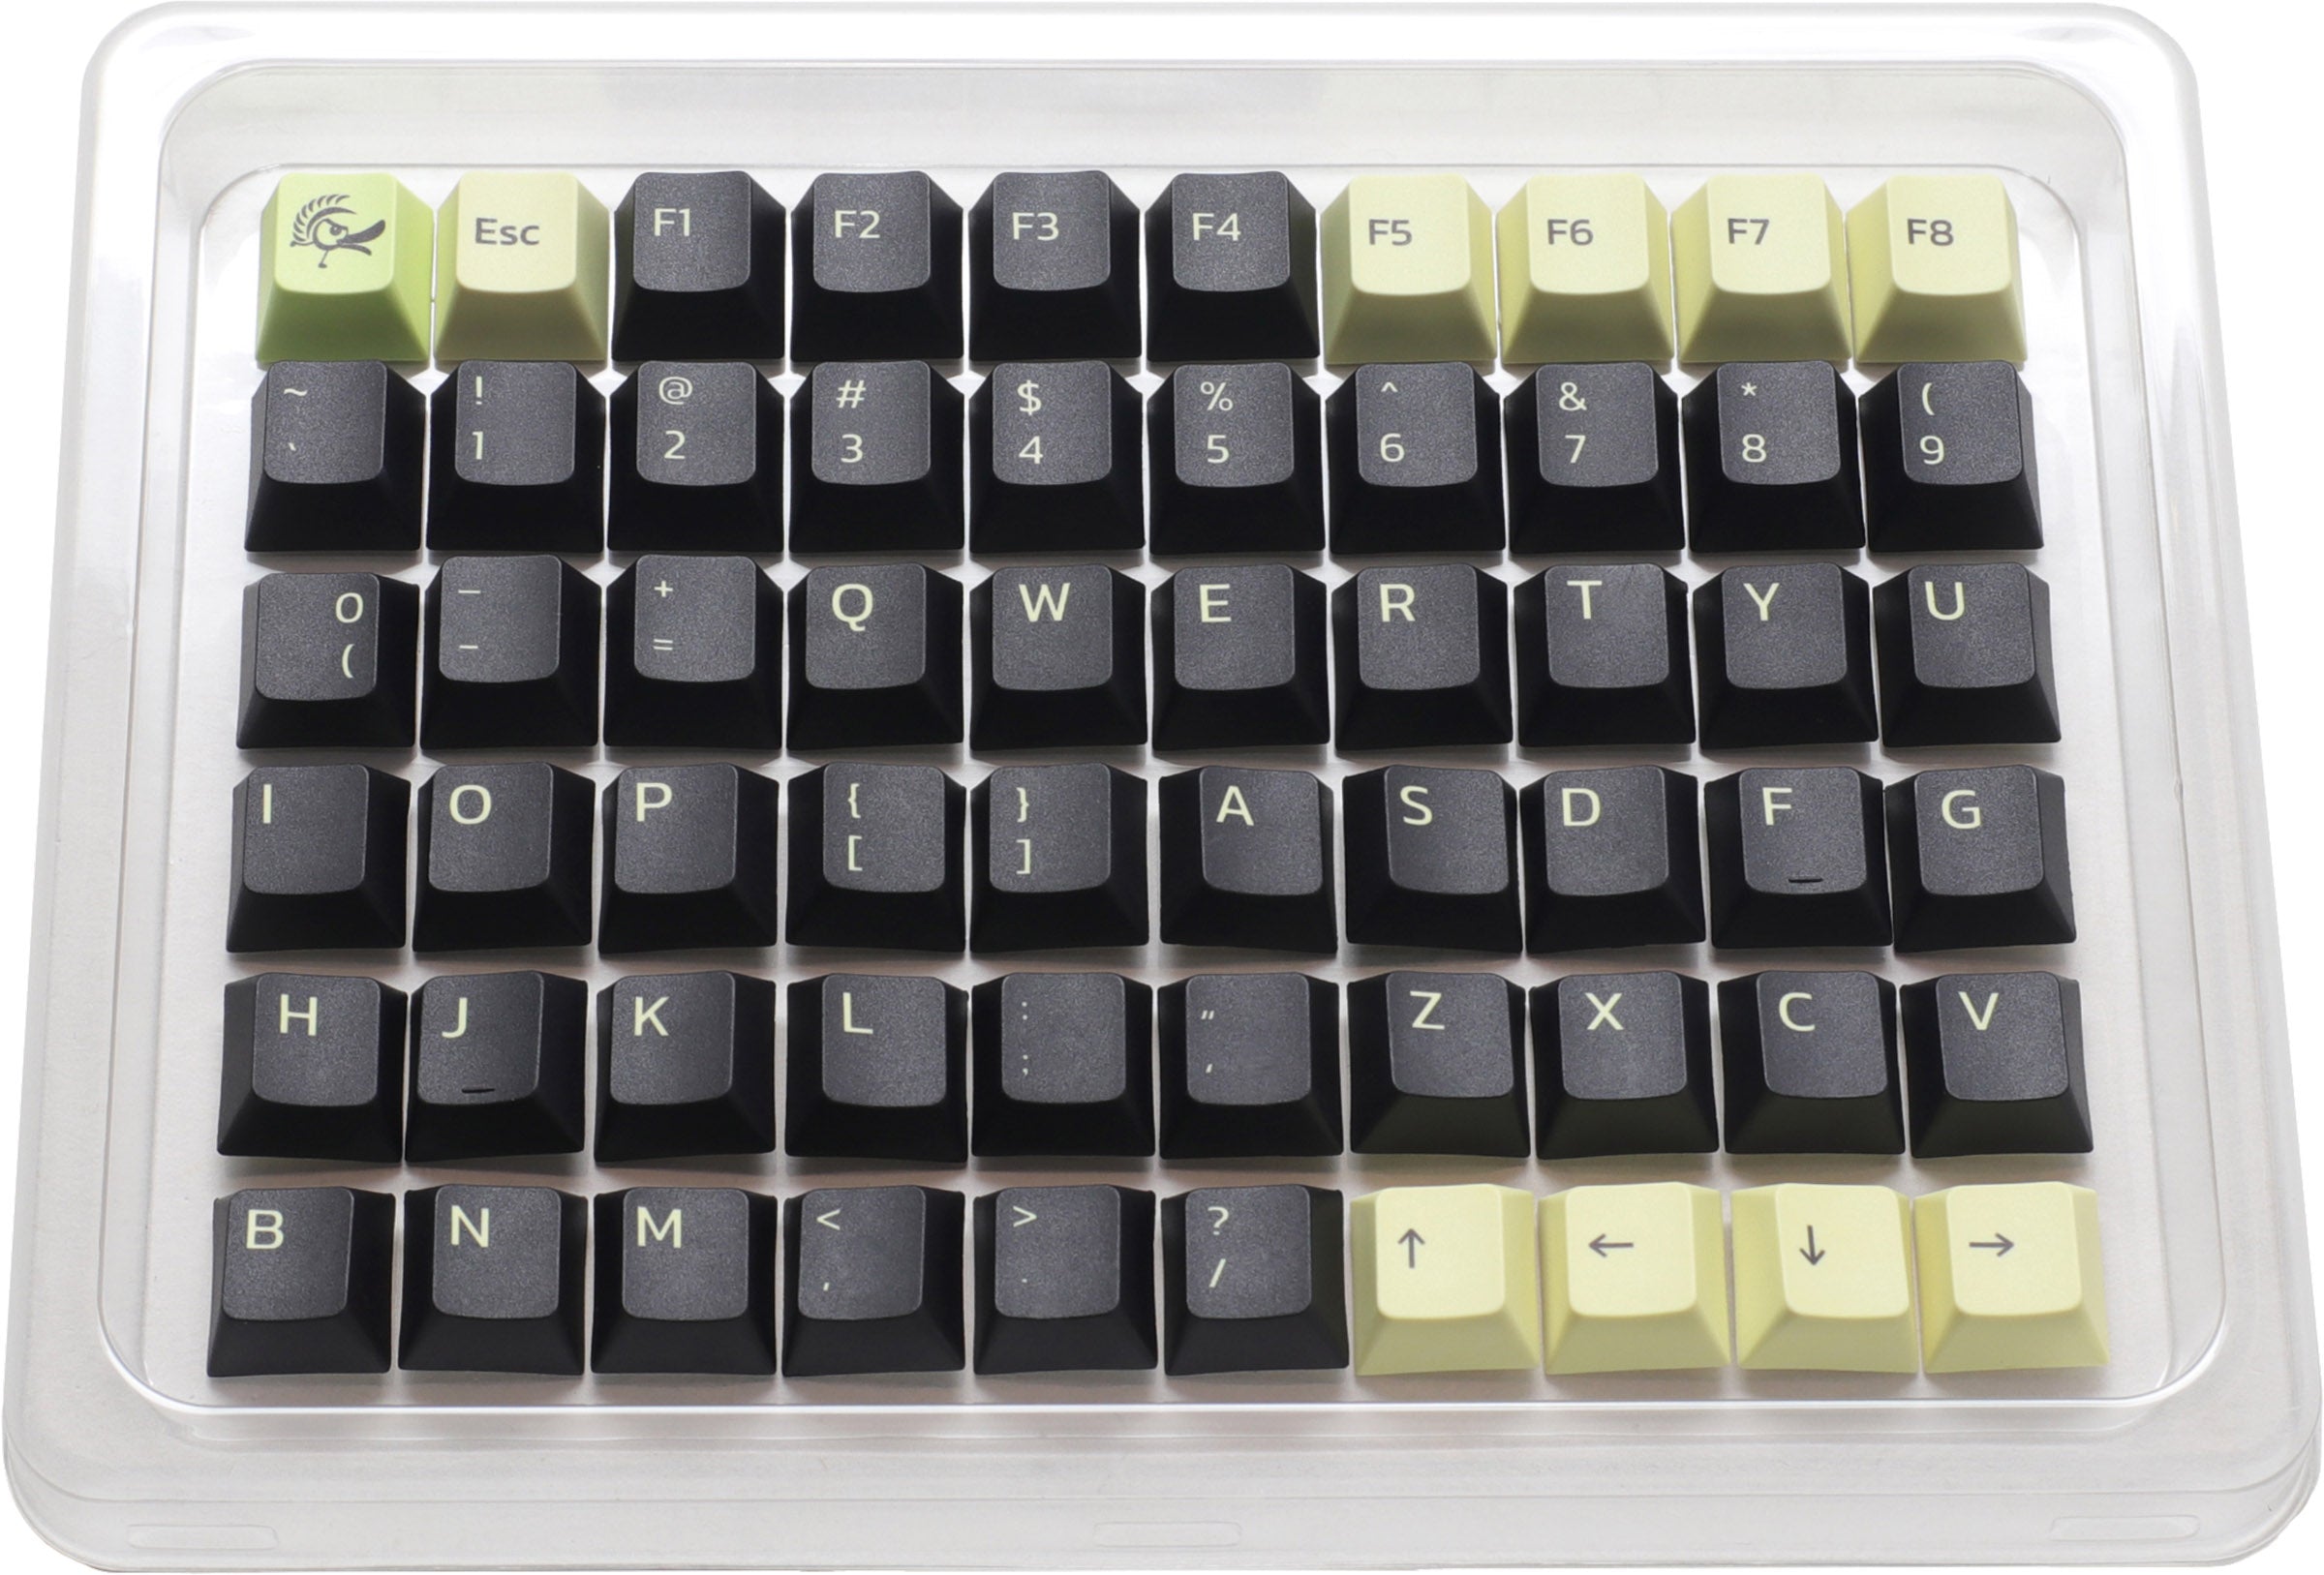 Esc F1 F2 F3 F4 F5 F6 F7 F8
~ ! @ # $ % ^ & * (
` 1 2 3 4 5 6 7 8 9
0 _ + Q W E R T Y U
( - =
I O P { } A S D F G
[ ]
H J K L : " Z X C V
; '
B N M < > ? ↑ ← ↓ →
, . /